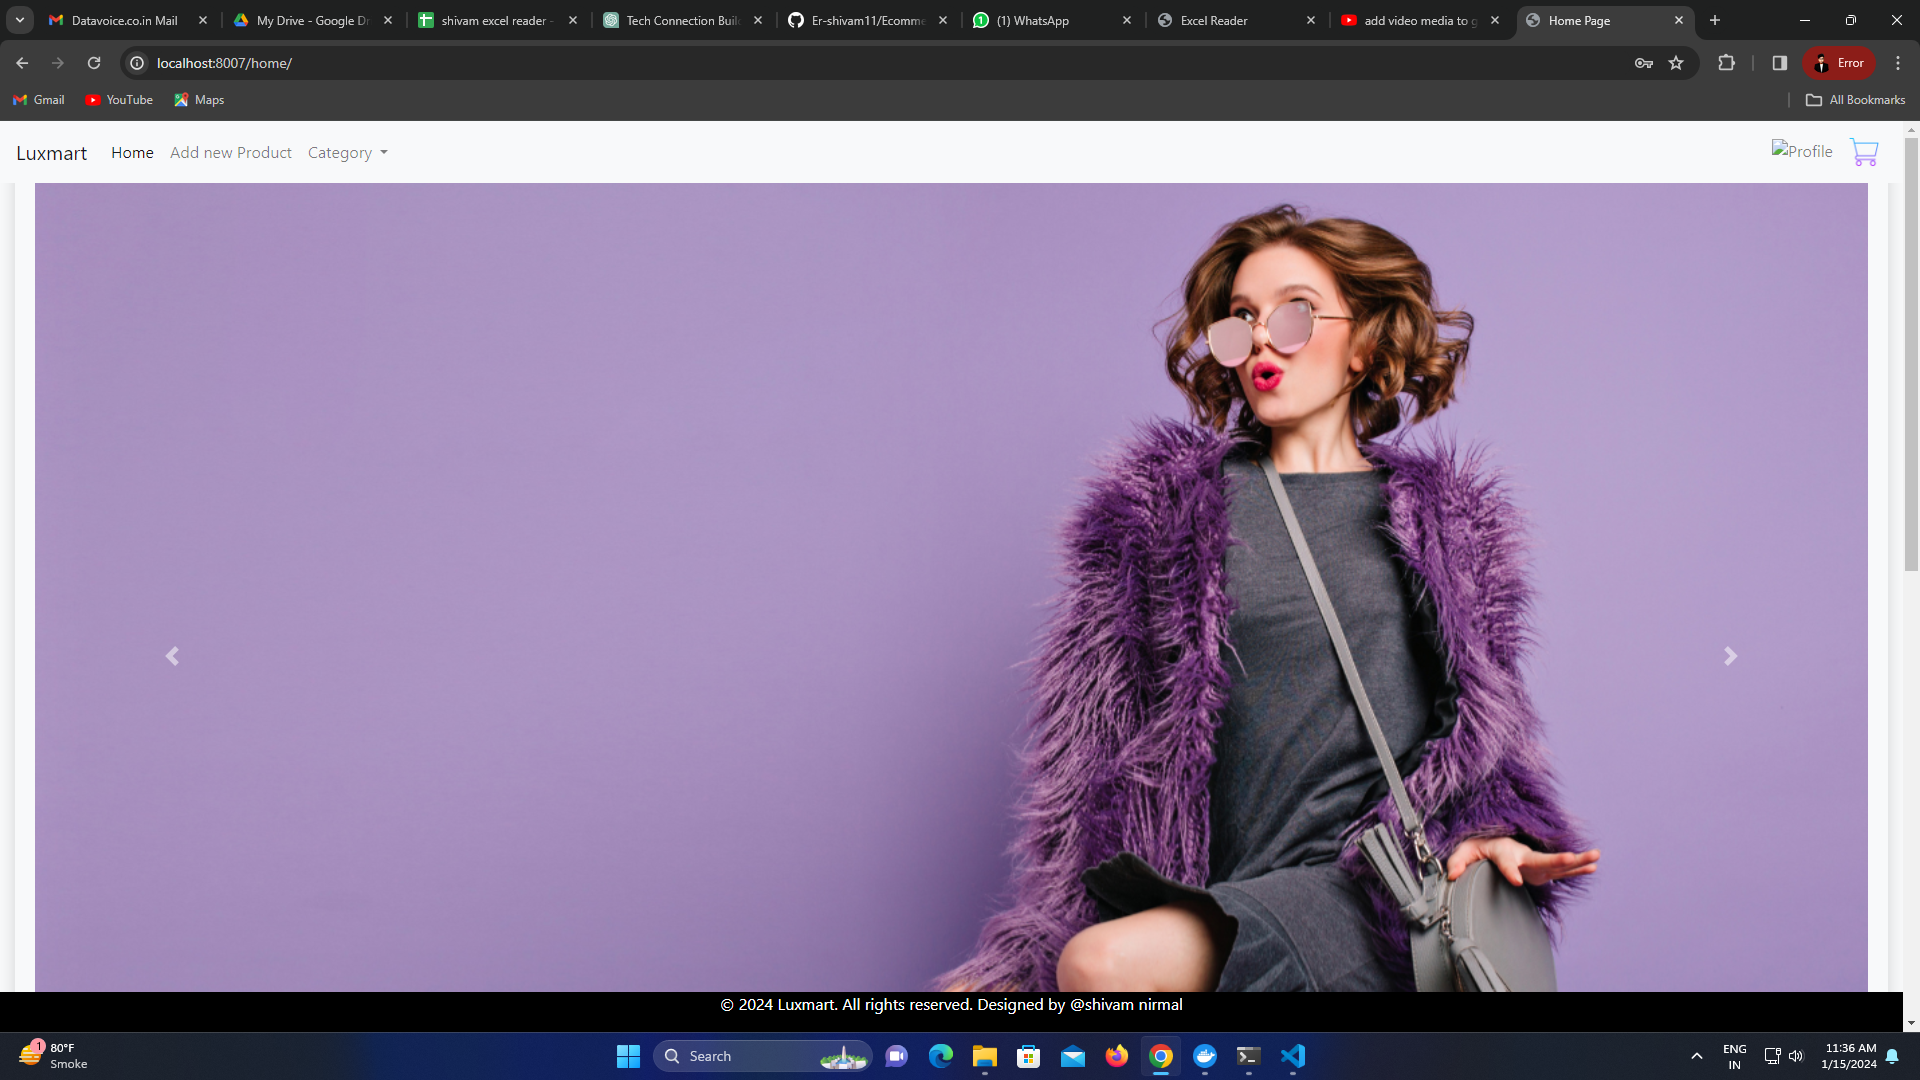 Datavoice.co.in Mail
My Drive - Google Dr
shivam excel reader -
Tech Connection Buil
Er-shivam11/Ecomme
(1) WhatsApp
Excel Reader
add video media to g
Home Page
localhost:8007/home/
Error
Gmail
YouTube
Maps
All Bookmarks
Luxmart
Home
Add new Product
Category
Profile
© 2024 Luxmart. All rights reserved. Designed by @shivam nirmal
1
80°F
Smoke
Search
ENG
IN
11:36 AM
1/15/2024